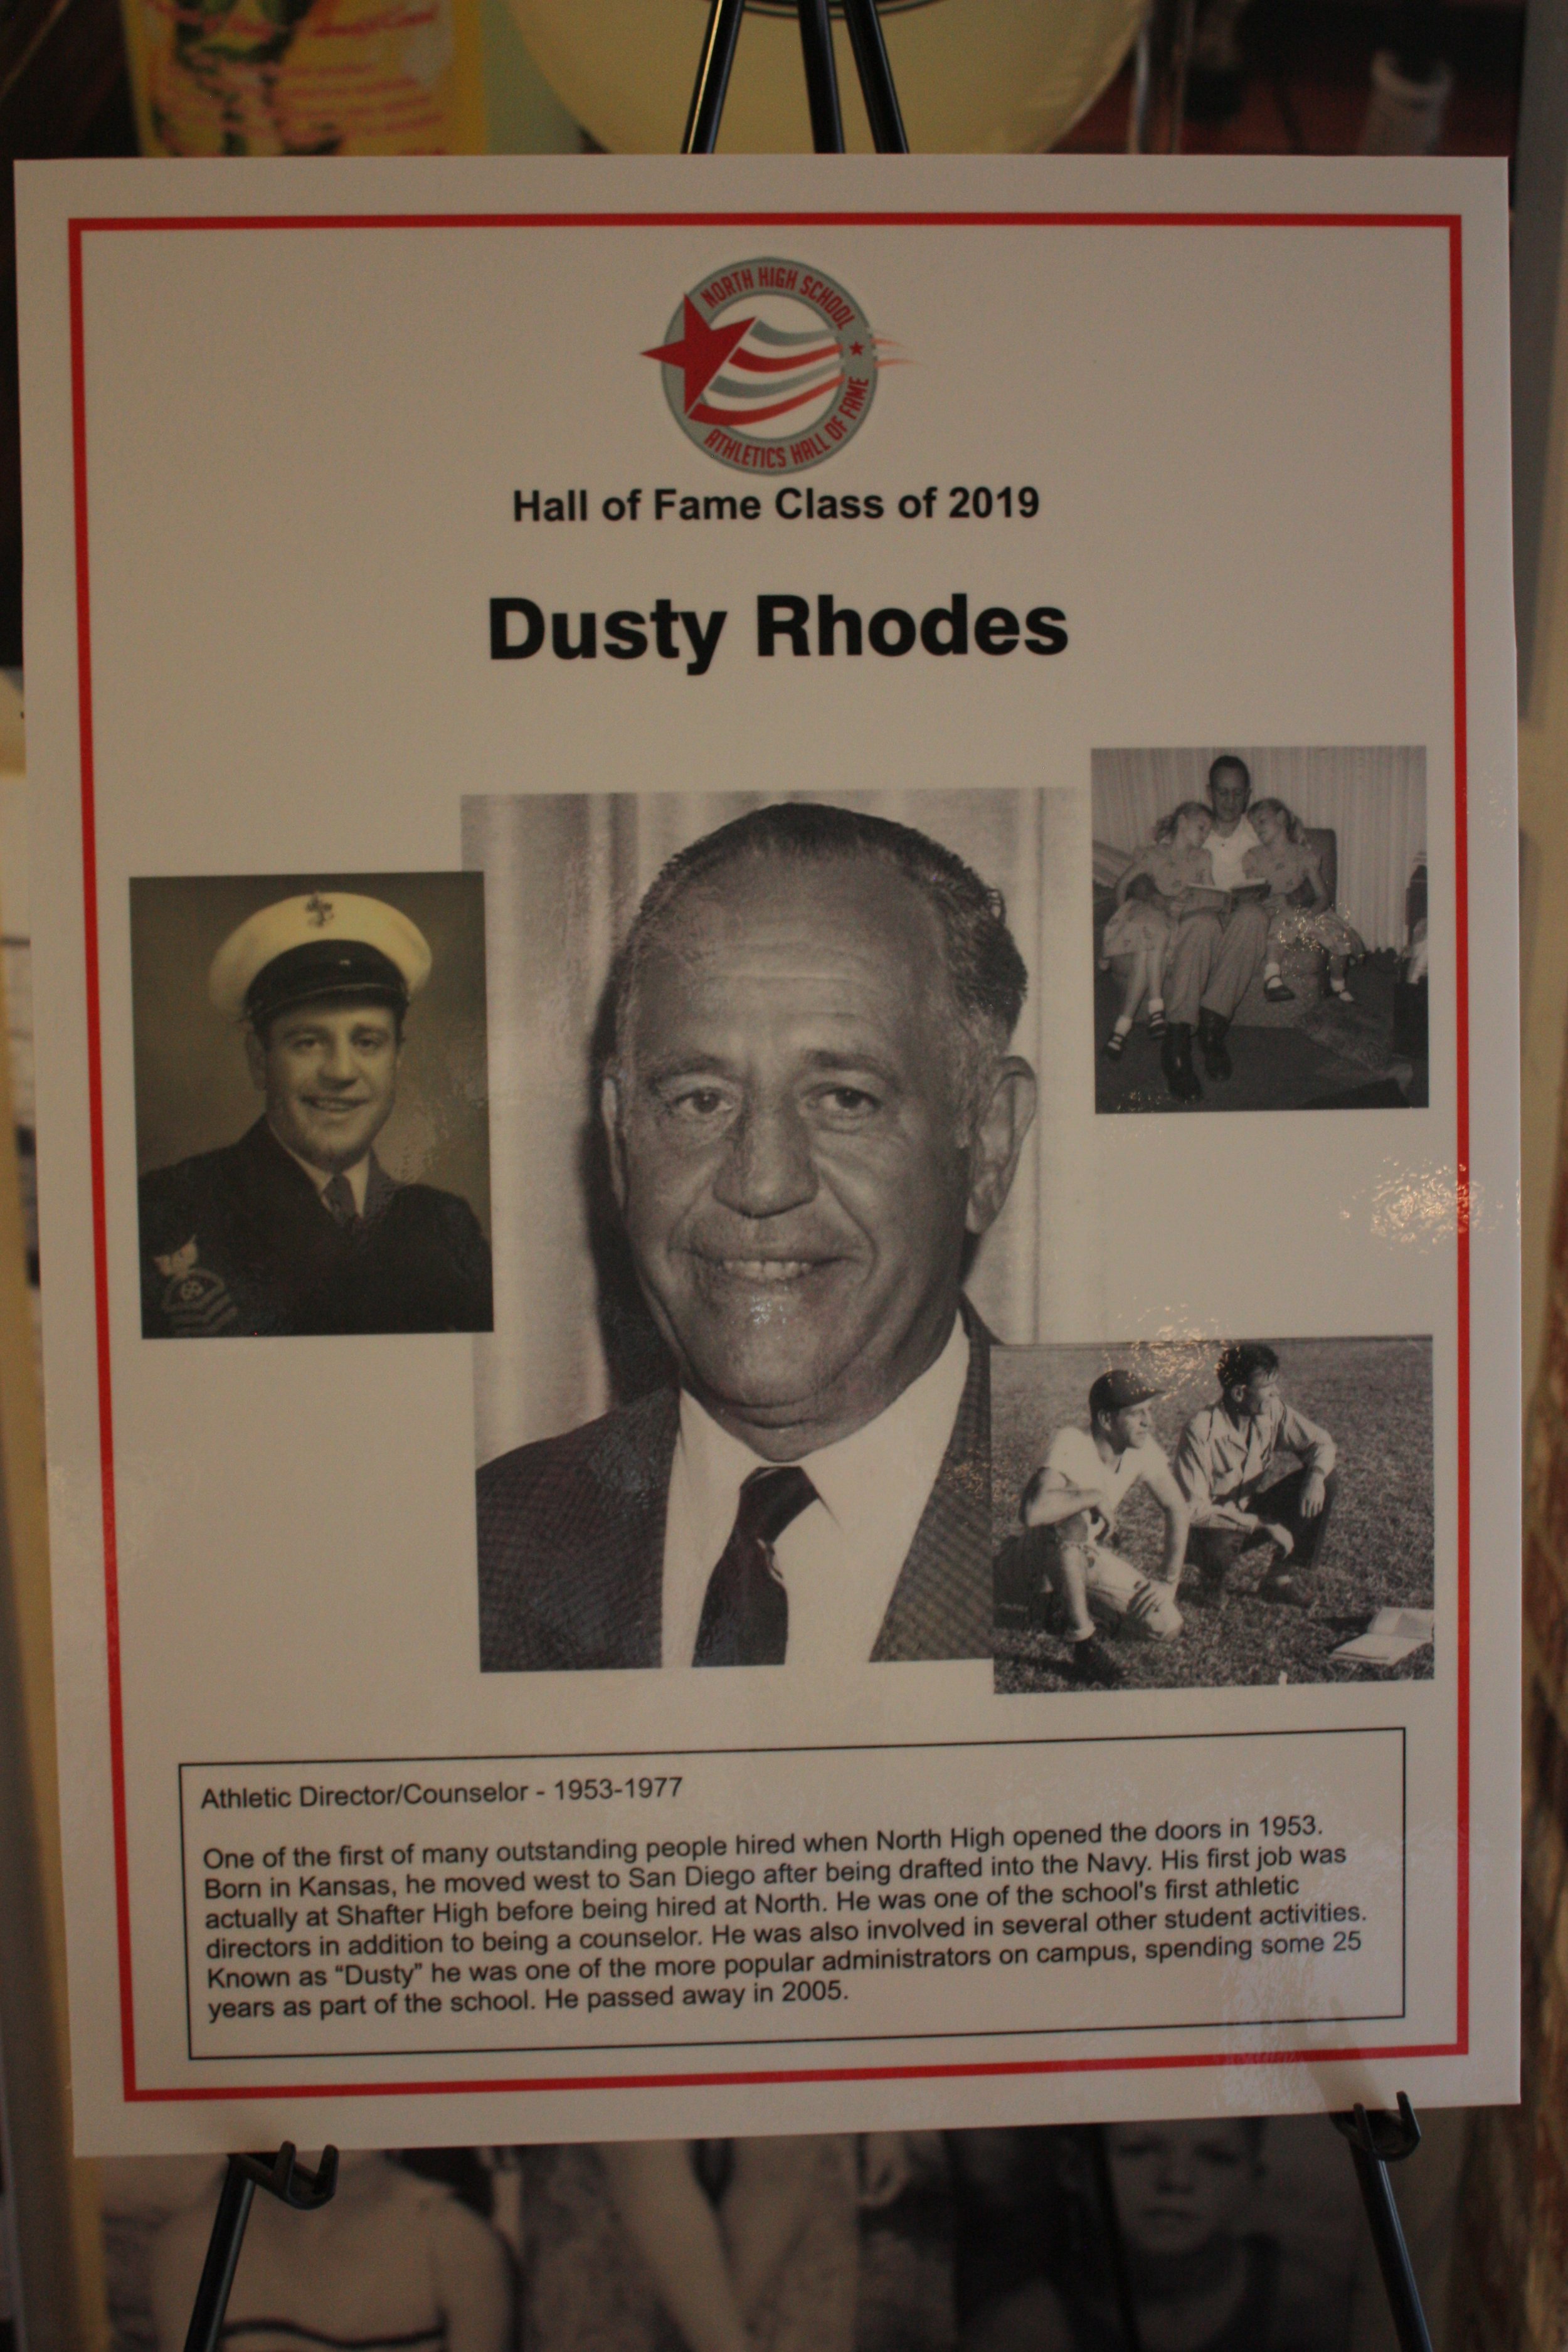 NORTH HIGH SCHOOL
ATHLETICS HALL OF FAME
Hall of Fame Class of 2019
Dusty Rhodes
Athletic Director/Counselor - 1953-1977
One of the first of many outstanding people hired when North High opened the doors in 1953.
Born in Kansas, he moved west to San Diego after being drafted into the Navy. His first job was
actually at Shafter High before being hired at North. He was one of the school's first athletic
directors in addition to being a counselor. He was also involved in several other student activities.
Known as “Dusty” he was one of the more popular administrators on campus, spending some 25
years as part of the school. He passed away in 2005.